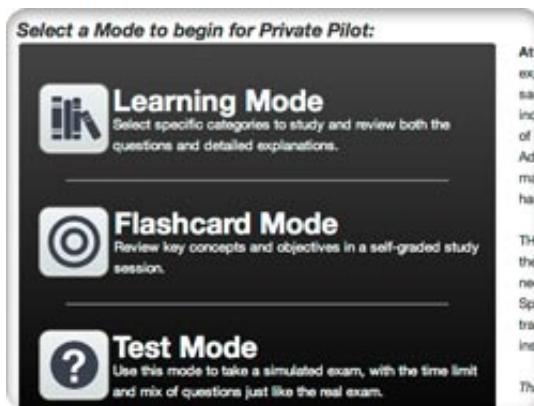 Select a Mode to begin for Private Pilot:
Learning Mode
Select specific categories to study and review both the
questions and detailed explanations.
Flashcard Mode
Review key concepts and objectives in a self-graded study
session.
Test Mode
Use this mode to take a simulated exam, with the time limit
and mix of questions just like the real exam.
At
of